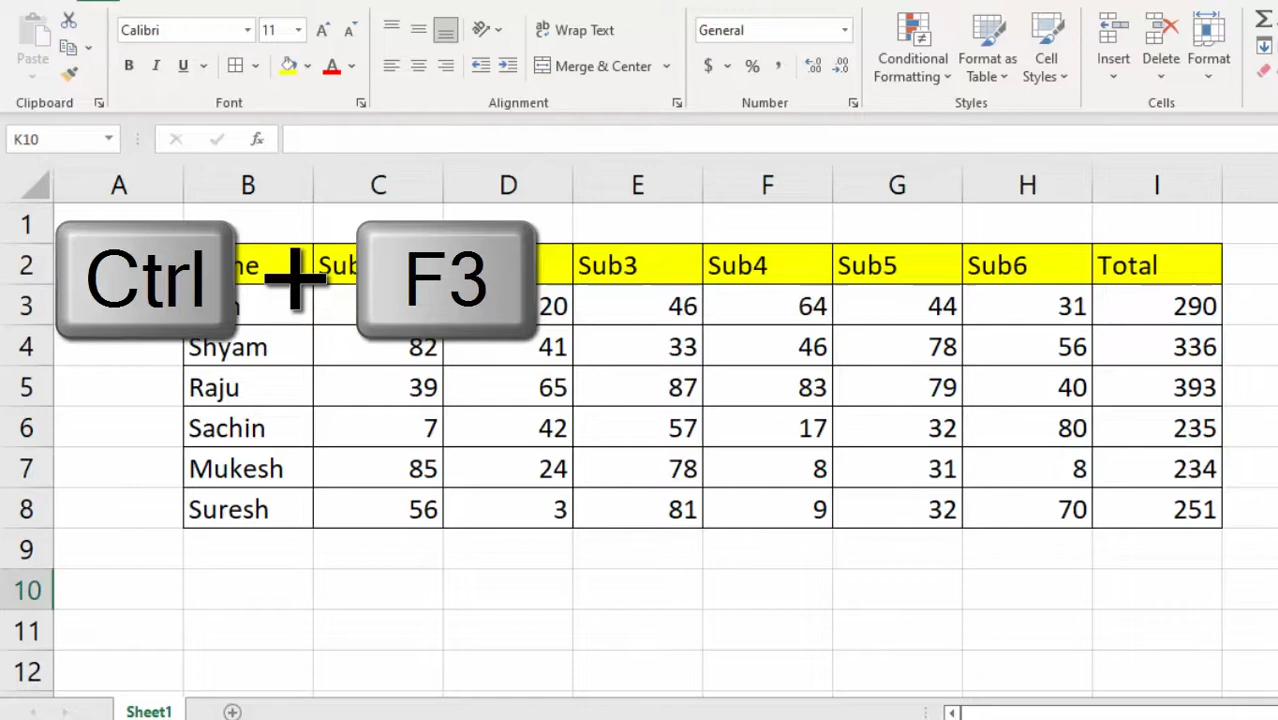 Calibri 11 Wrap Text General Conditional Formatting Format as Table Cell Styles Insert Delete Format
Paste B I U Merge & Center $ % ,
Clipboard Font Alignment Number Styles Cells
K10 fx
A B C D E F G H I
1
2 Sub3 Sub4 Sub5 Sub6 Total
Ctrl + F3
3 20 46 64 44 31 290
4 Shyam 82 41 33 46 78 56 336
5 Raju 39 65 87 83 79 40 393
6 Sachin 7 42 57 17 32 80 235
7 Mukesh 85 24 78 8 31 8 234
8 Suresh 56 3 81 9 32 70 251
9
10
11
12
Sheet1